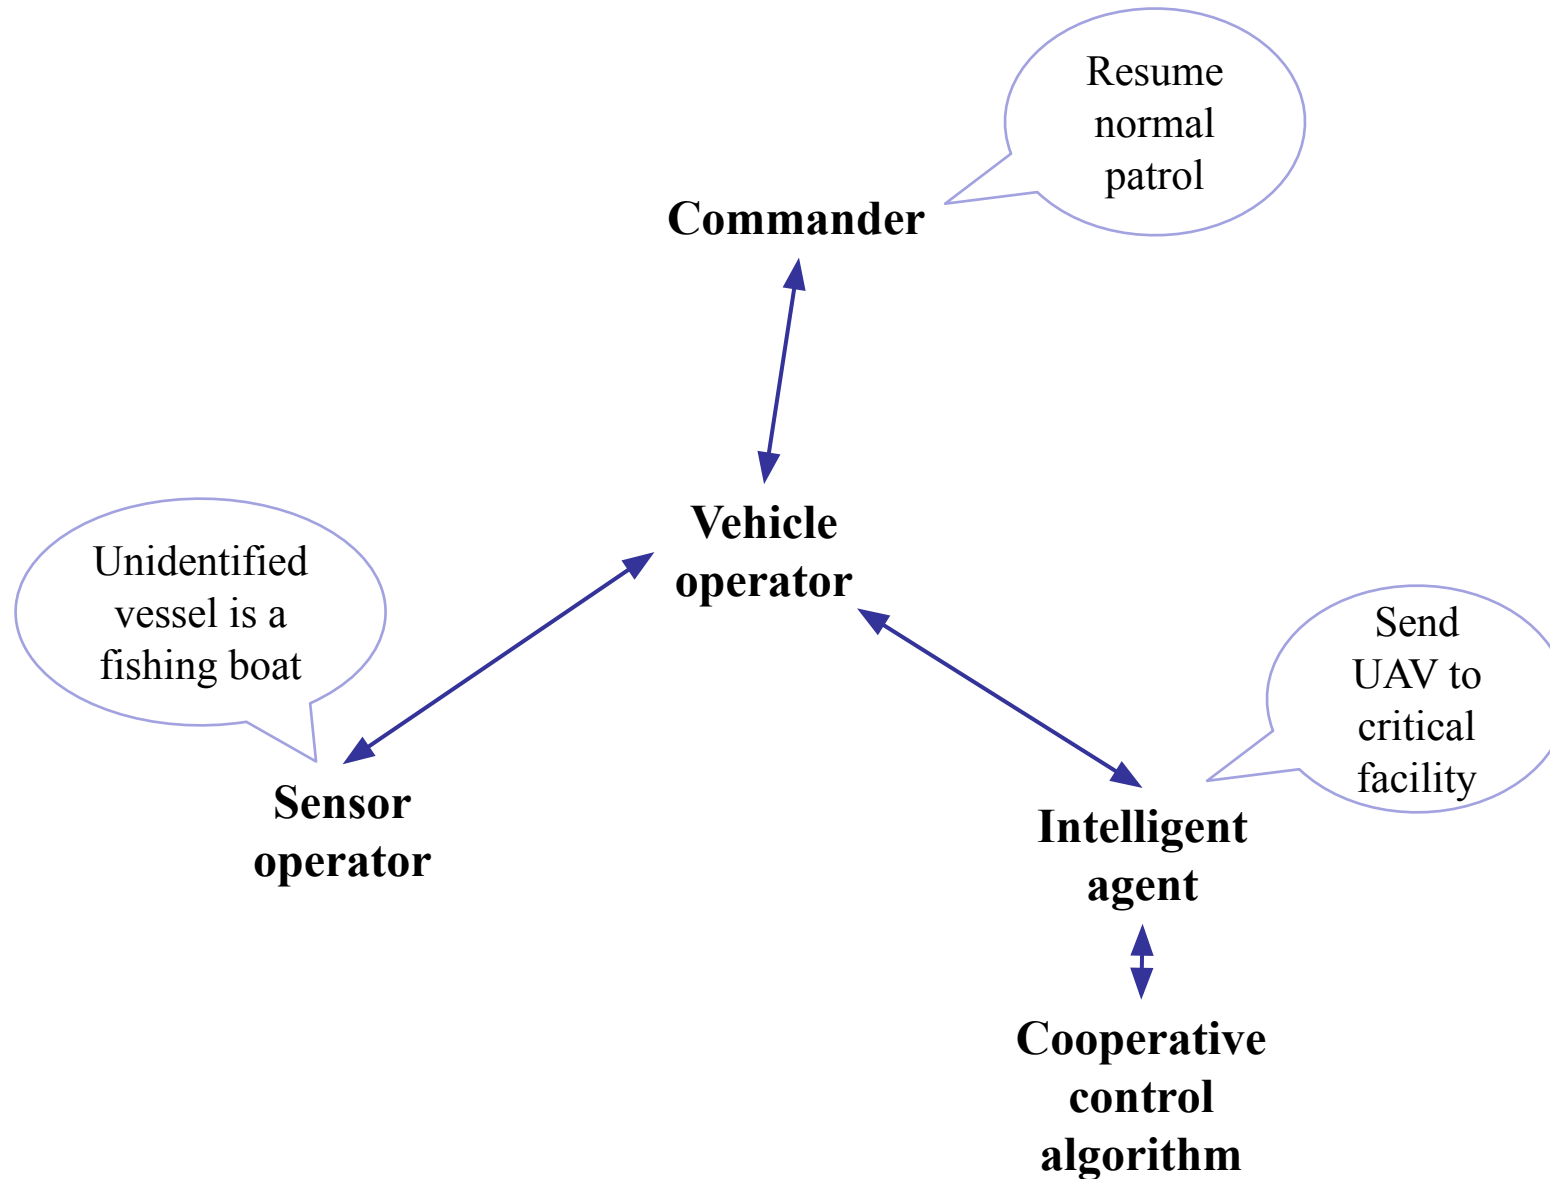 Resume
normal
patrol
Commander
Vehicle
operator
Unidentified
vessel is a
fishing boat
Send
UAV to
critical
facility
Sensor
operator
Intelligent
agent
Cooperative
control
algorithm